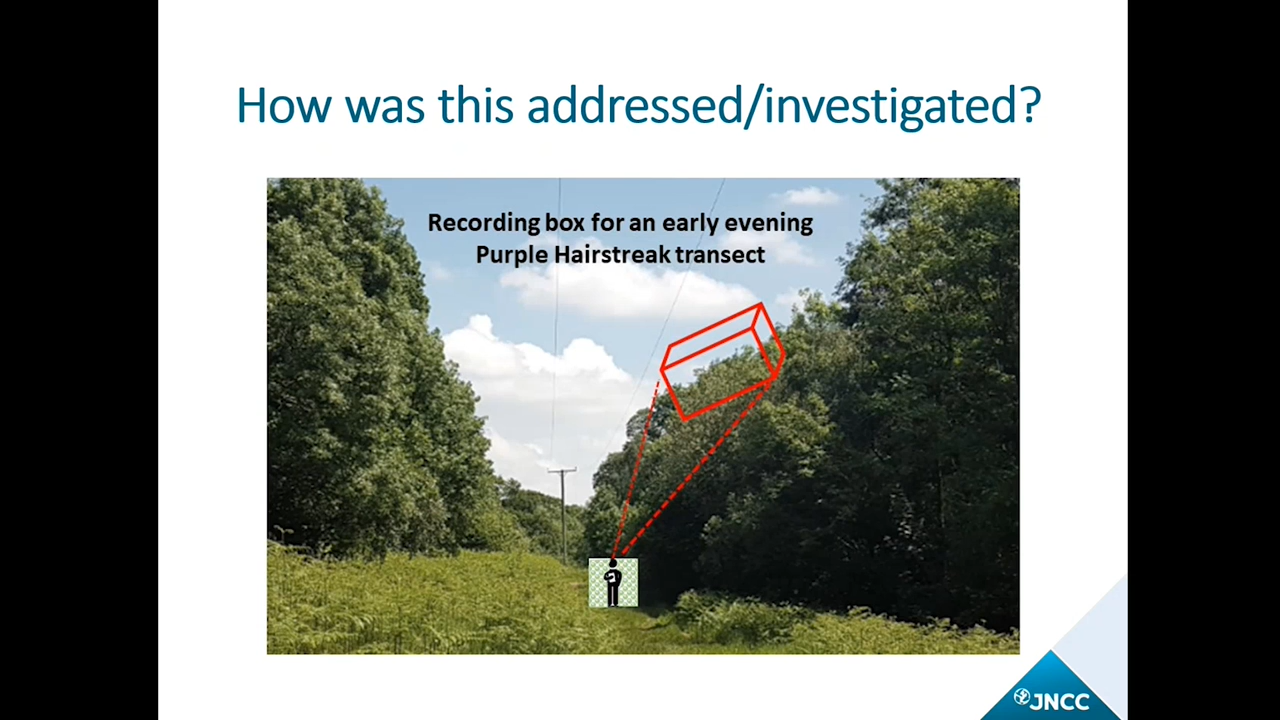 How was this addressed/investigated?
Recording box for an early evening
Purple Hairstreak transect
JNCC